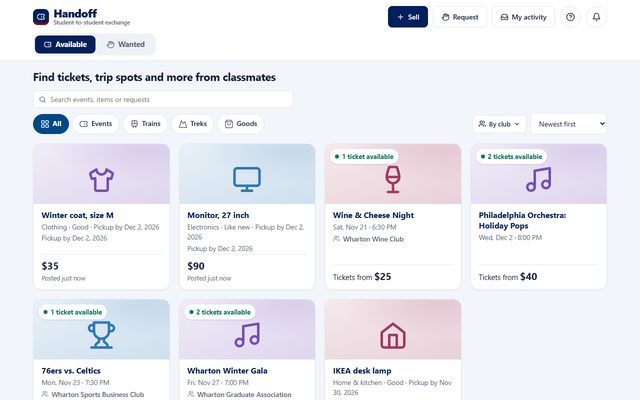 Handoff
Student-to-student exchange
Sell
Request
My activity
Available
Wanted
Find tickets, trip spots and more from classmates
Search events, items or requests
All
Events
Trains
Treks
Goods
By club
Newest first
Winter coat, size M
Clothing · Good · Pickup by Dec 2, 2026
Pickup by Dec 2, 2026
$35
Posted just now
Monitor, 27 inch
Electronics · Like new · Pickup by Dec 2,
2026
Pickup by Dec 2, 2026
$90
Posted just now
1 ticket available
Wine & Cheese Night
Sat, Nov 21 · 6:30 PM
Wharton Wine Club
Tickets from $25
2 tickets available
Philadelphia Orchestra:
Holiday Pops
Wed, Dec 2 · 8:00 PM
Tickets from $40
1 ticket available
76ers vs. Celtics
Mon, Nov 23 · 7:30 PM
Wharton Sports Business Club
2 tickets available
Wharton Winter Gala
Fri, Nov 27 · 7:00 PM
Wharton Graduate Association
IKEA desk lamp
Home & kitchen · Good · Pickup by Nov
30, 2026